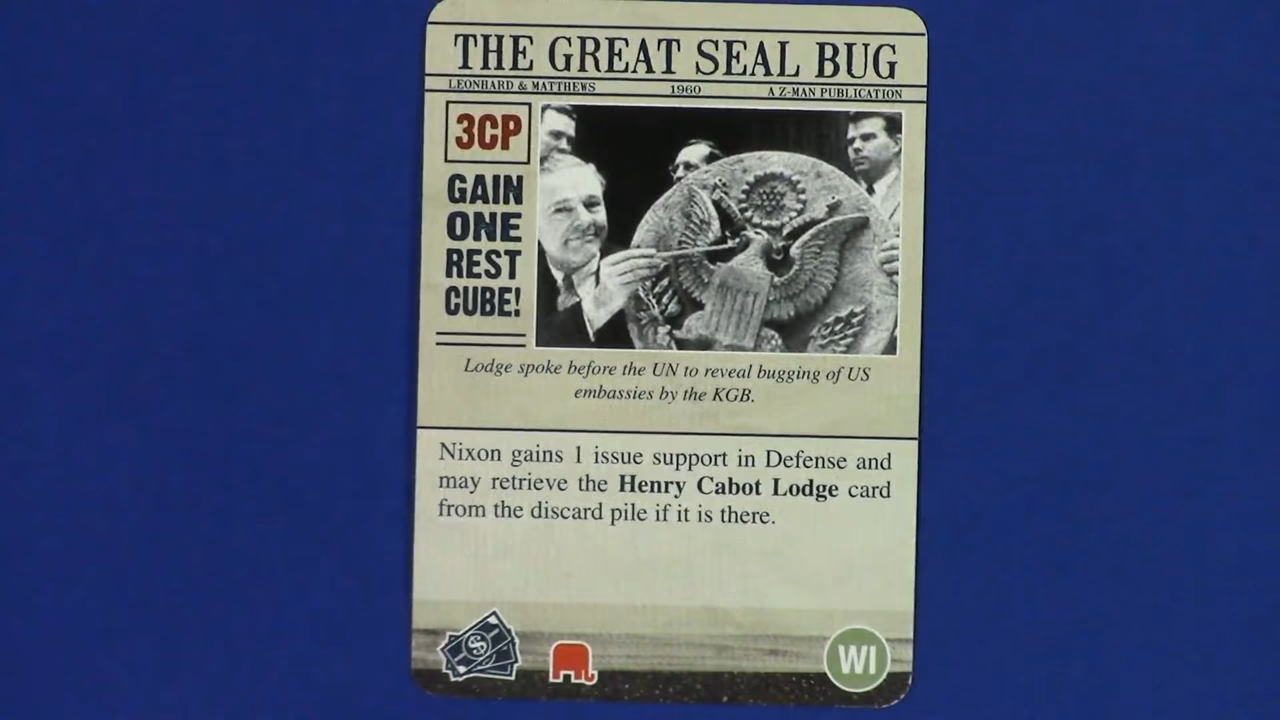 THE GREAT SEAL BUG
LEONHARD & MATTHEWS 1960 A Z-MAN PUBLICATION
3CP
GAIN
ONE
REST
CUBE!
Lodge spoke before the UN to reveal bugging of US
embassies by the KGB.
Nixon gains 1 issue support in Defense and
may retrieve the Henry Cabot Lodge card
from the discard pile if it is there.
$
WI